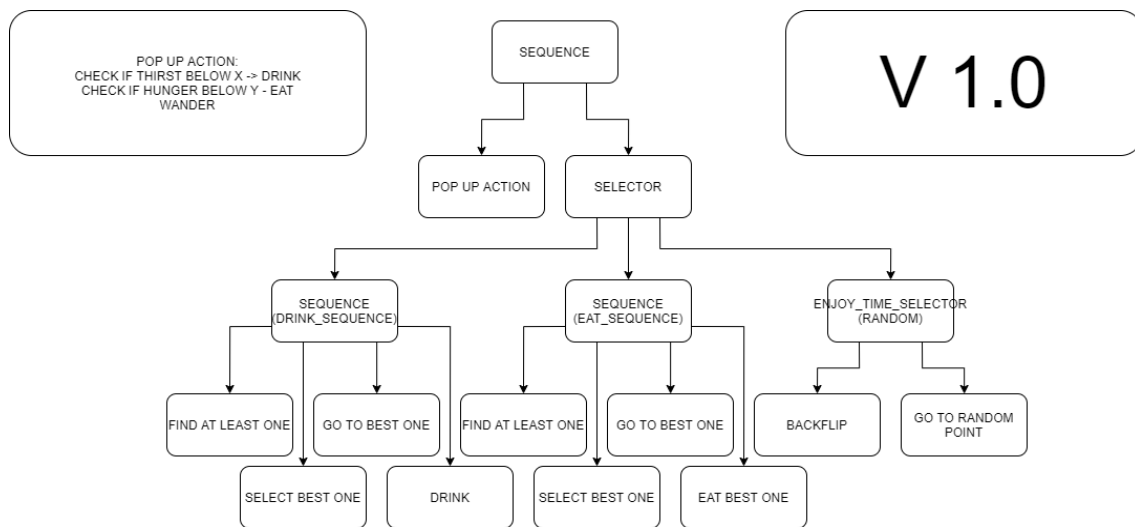 POP UP ACTION:
CHECK IF THIRST BELOW X -> DRINK
CHECK IF HUNGER BELOW Y - EAT
WANDER
SEQUENCE
V 1.0
POP UP ACTION
SELECTOR
SEQUENCE
(DRINK_SEQUENCE)
SEQUENCE
(EAT_SEQUENCE)
ENJOY_TIME_SELECTOR
(RANDOM)
FIND AT LEAST ONE
GO TO BEST ONE
FIND AT LEAST ONE
GO TO BEST ONE
BACKFLIP
GO TO RANDOM
POINT
SELECT BEST ONE
DRINK
SELECT BEST ONE
EAT BEST ONE